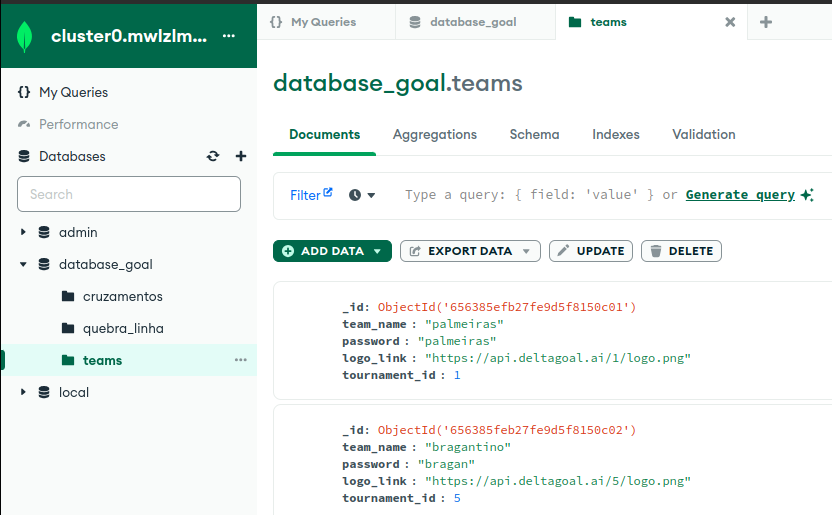 cluster0.mwlzlm... ...
{} My Queries
Performance
Databases
Search
admin
database_goal
cruzamentos
quebra_linha
teams ...
local
{} My Queries
database_goal
teams
database_goal.teams
Documents Aggregations Schema Indexes Validation
Filter Type a query: { field: 'value' } or Generate query
ADD DATA EXPORT DATA UPDATE DELETE
_id: ObjectId('656385efb27fe9d5f8150c01')
team_name : "palmeiras"
password : "palmeiras"
logo_link : "https://api.deltagoal.ai/1/logo.png"
tournament_id : 1
_id: ObjectId('656385feb27fe9d5f8150c02')
team_name : "bragantino"
password : "bragan"
logo_link : "https://api.deltagoal.ai/5/logo.png"
tournament_id : 5